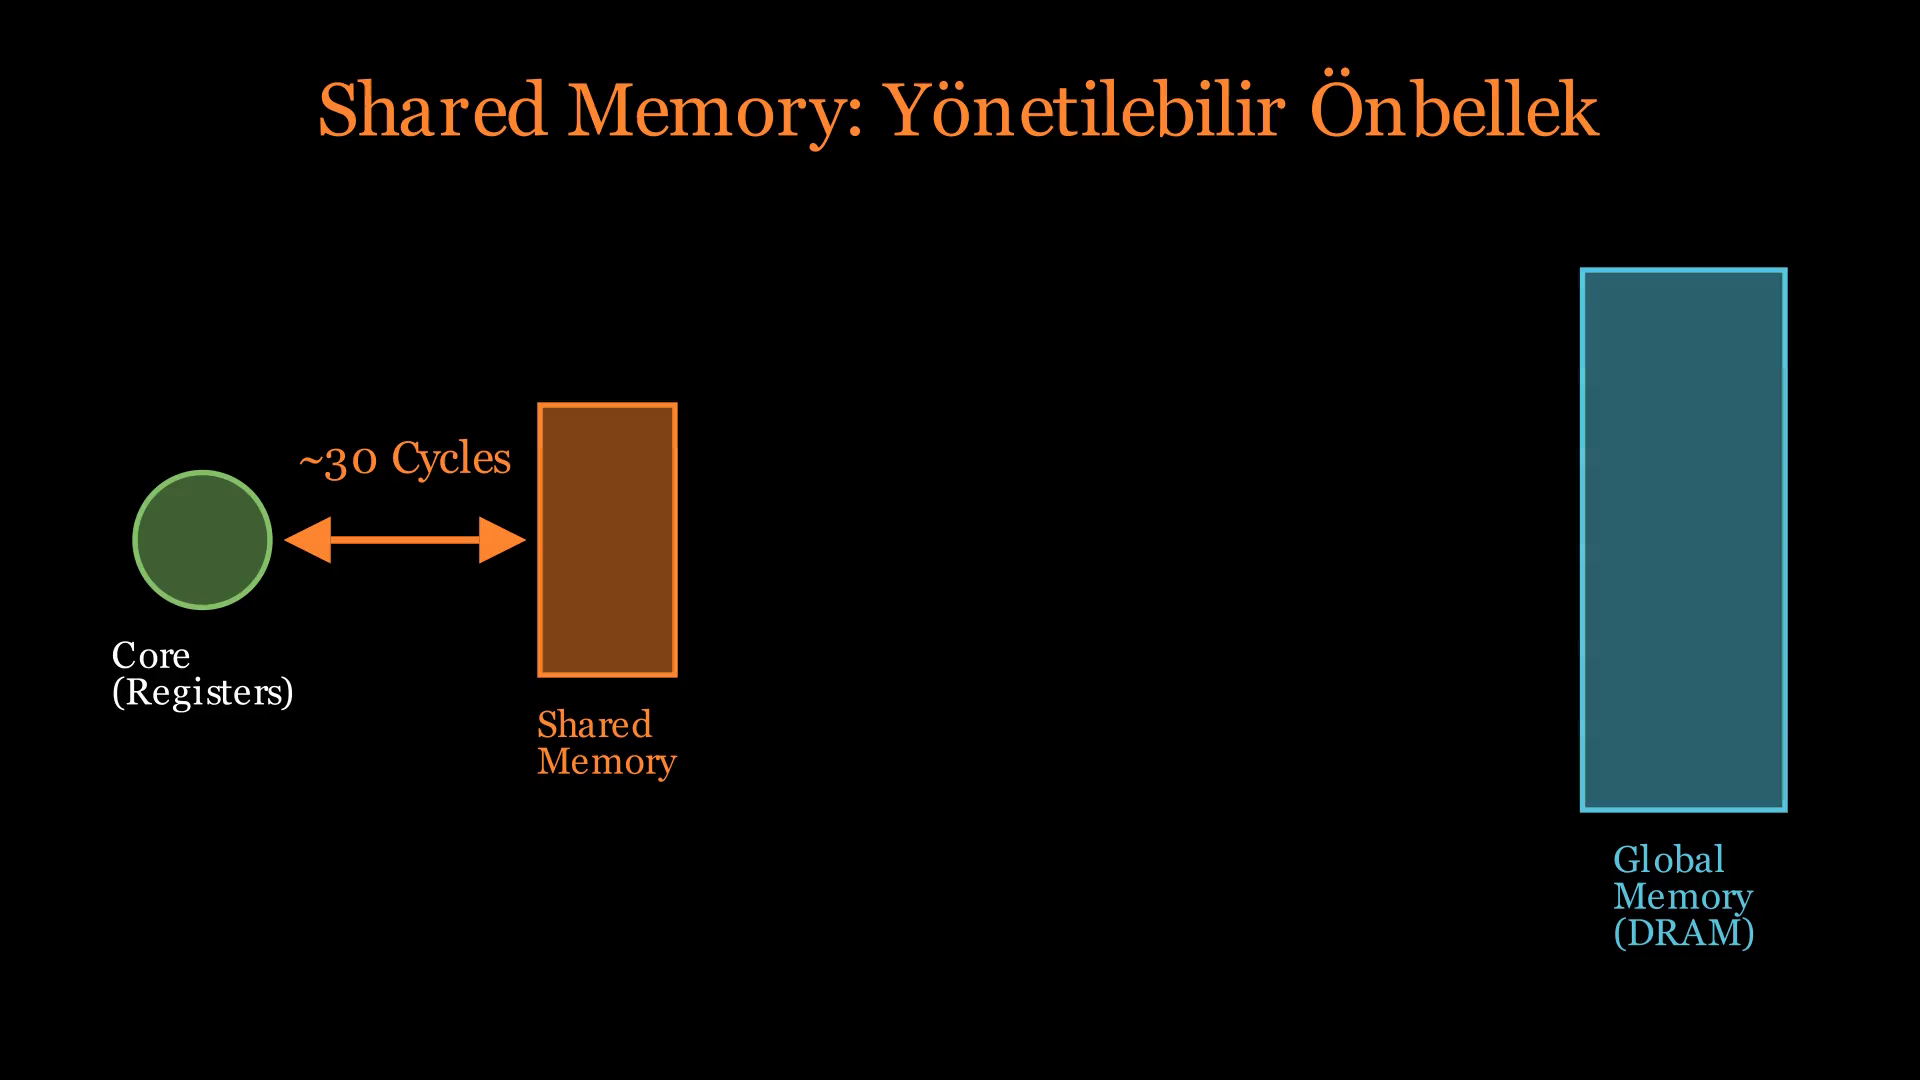 Shared Memory: Yönetilebilir Önbellek
~30 Cycles
Core
(Registers)
Shared
Memory
Global
Memory
(DRAM)